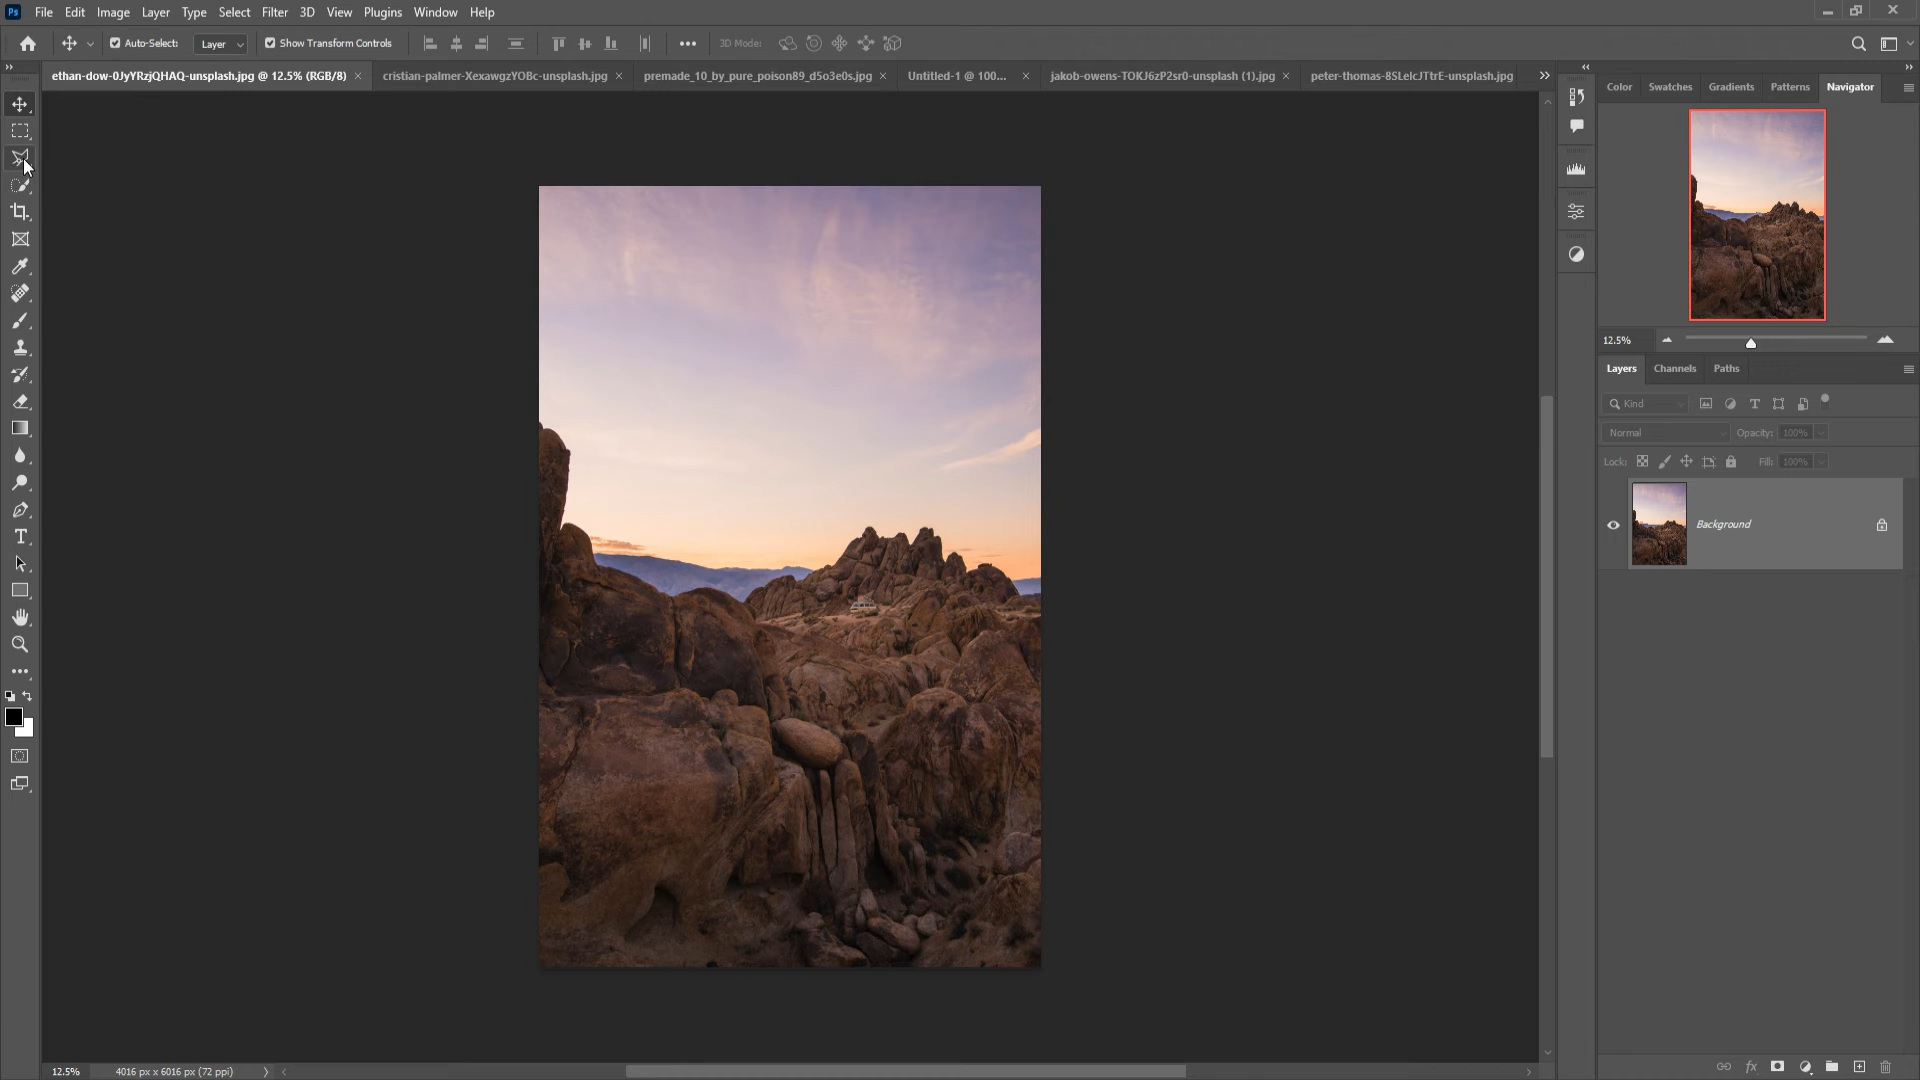 Ps File Edit Image Layer Type Select Filter 3D View Plugins Window Help
Auto-Select: Layer Show Transform Controls 3D Mode:
ethan-dow-0JyYRzjQHAQ-unsplash.jpg @ 12.5% (RGB/8) cristian-palmer-XexawgzYOBc-unsplash.jpg premade_10_by_pure_poison89_d5o3e0s.jpg Untitled-1 @ 100... jakob-owens-TOKJ6zP2sr0-unsplash (1).jpg peter-thomas-8SLelcJTtrE-unsplash.jpg
Color Swatches Gradients Patterns Navigator
12.5%
Layers Channels Paths
Kind
Normal Opacity: 100%
Lock: Fill: 100%
Background
12.5% 4016 px x 6016 px (72 ppi)